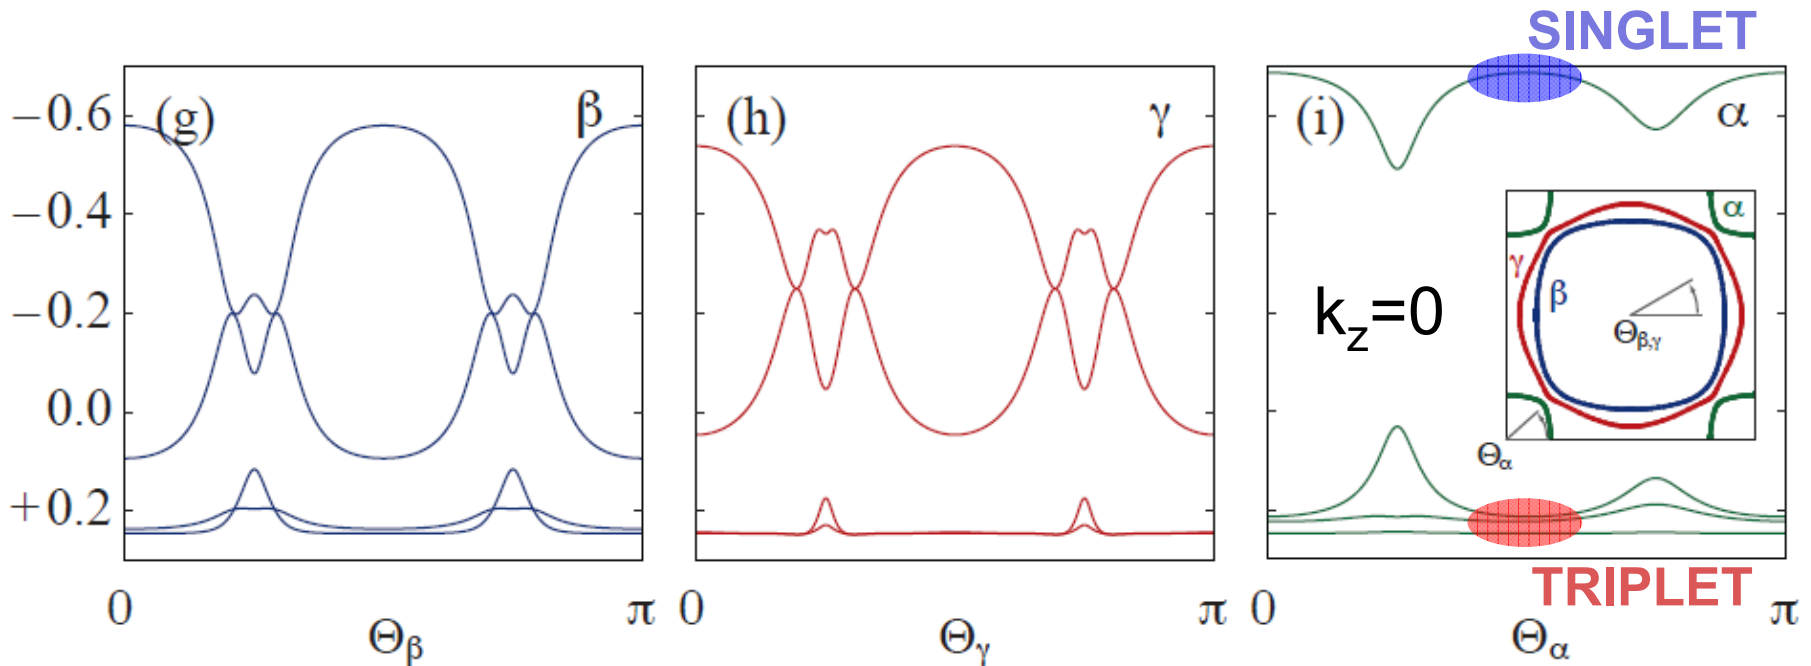 SINGLET
(g)
β
(h)
γ
(i)
α
−0.6
−0.4
−0.2
0.0
+0.2
k_z=0
α
γ
β
Θ_β,γ
Θ_α
TRIPLET
0
π
0
π
0
π
Θ_β
Θ_γ
Θ_α